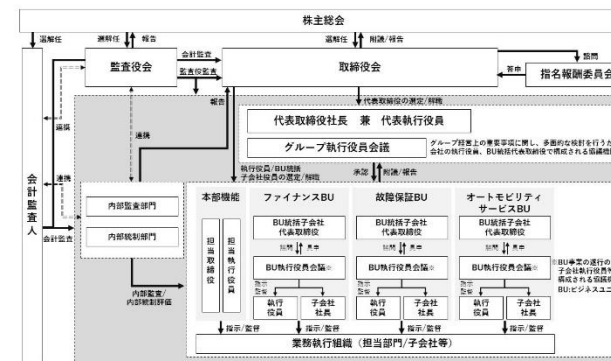 株主総会
選解任
選解任
報告
選解任
附議/報告
監査役会
会計監査
監査役監査
取締役会
諮問
答申
指名報酬委員会
報告
代表取締役の選定/解職
代表取締役社長 兼 代表執行役員
グループ執行役員会議
グループ経営上の重要事項に関し、多面的な検討を行うた
会社の執行役員、BU統括代表取締役で構成される協議機
連携
連携
連携
執行役員/BU統括
子会社役員の選定/解職
承認
附議/報告
会計監査人
会計監査
内部監査部門
内部統制部門
内部監査/
内部統制評価
本部機能
担当取締役
担当執行役員
ファイナンスBU
BU統括子会社
代表取締役
諮問
具申
BU執行役員会議※
指示
監督
執行
役員
子会社
社長
故障保証BU
BU統括子会社
代表取締役
諮問
具申
BU執行役員会議※
指示
監督
執行
役員
子会社
社長
オートモビリティ
サービスBU
BU統括子会社
代表取締役
諮問
具申
BU執行役員会議※
指示
監督
執行
役員
子会社
社長
※BU事業の遂行の
子会社執行役員等
構成される協議機
BU:ビジネスユニ
指示/監督
指示/監督
指示/監督
指示/監督
業務執行組織（担当部門/子会社等）